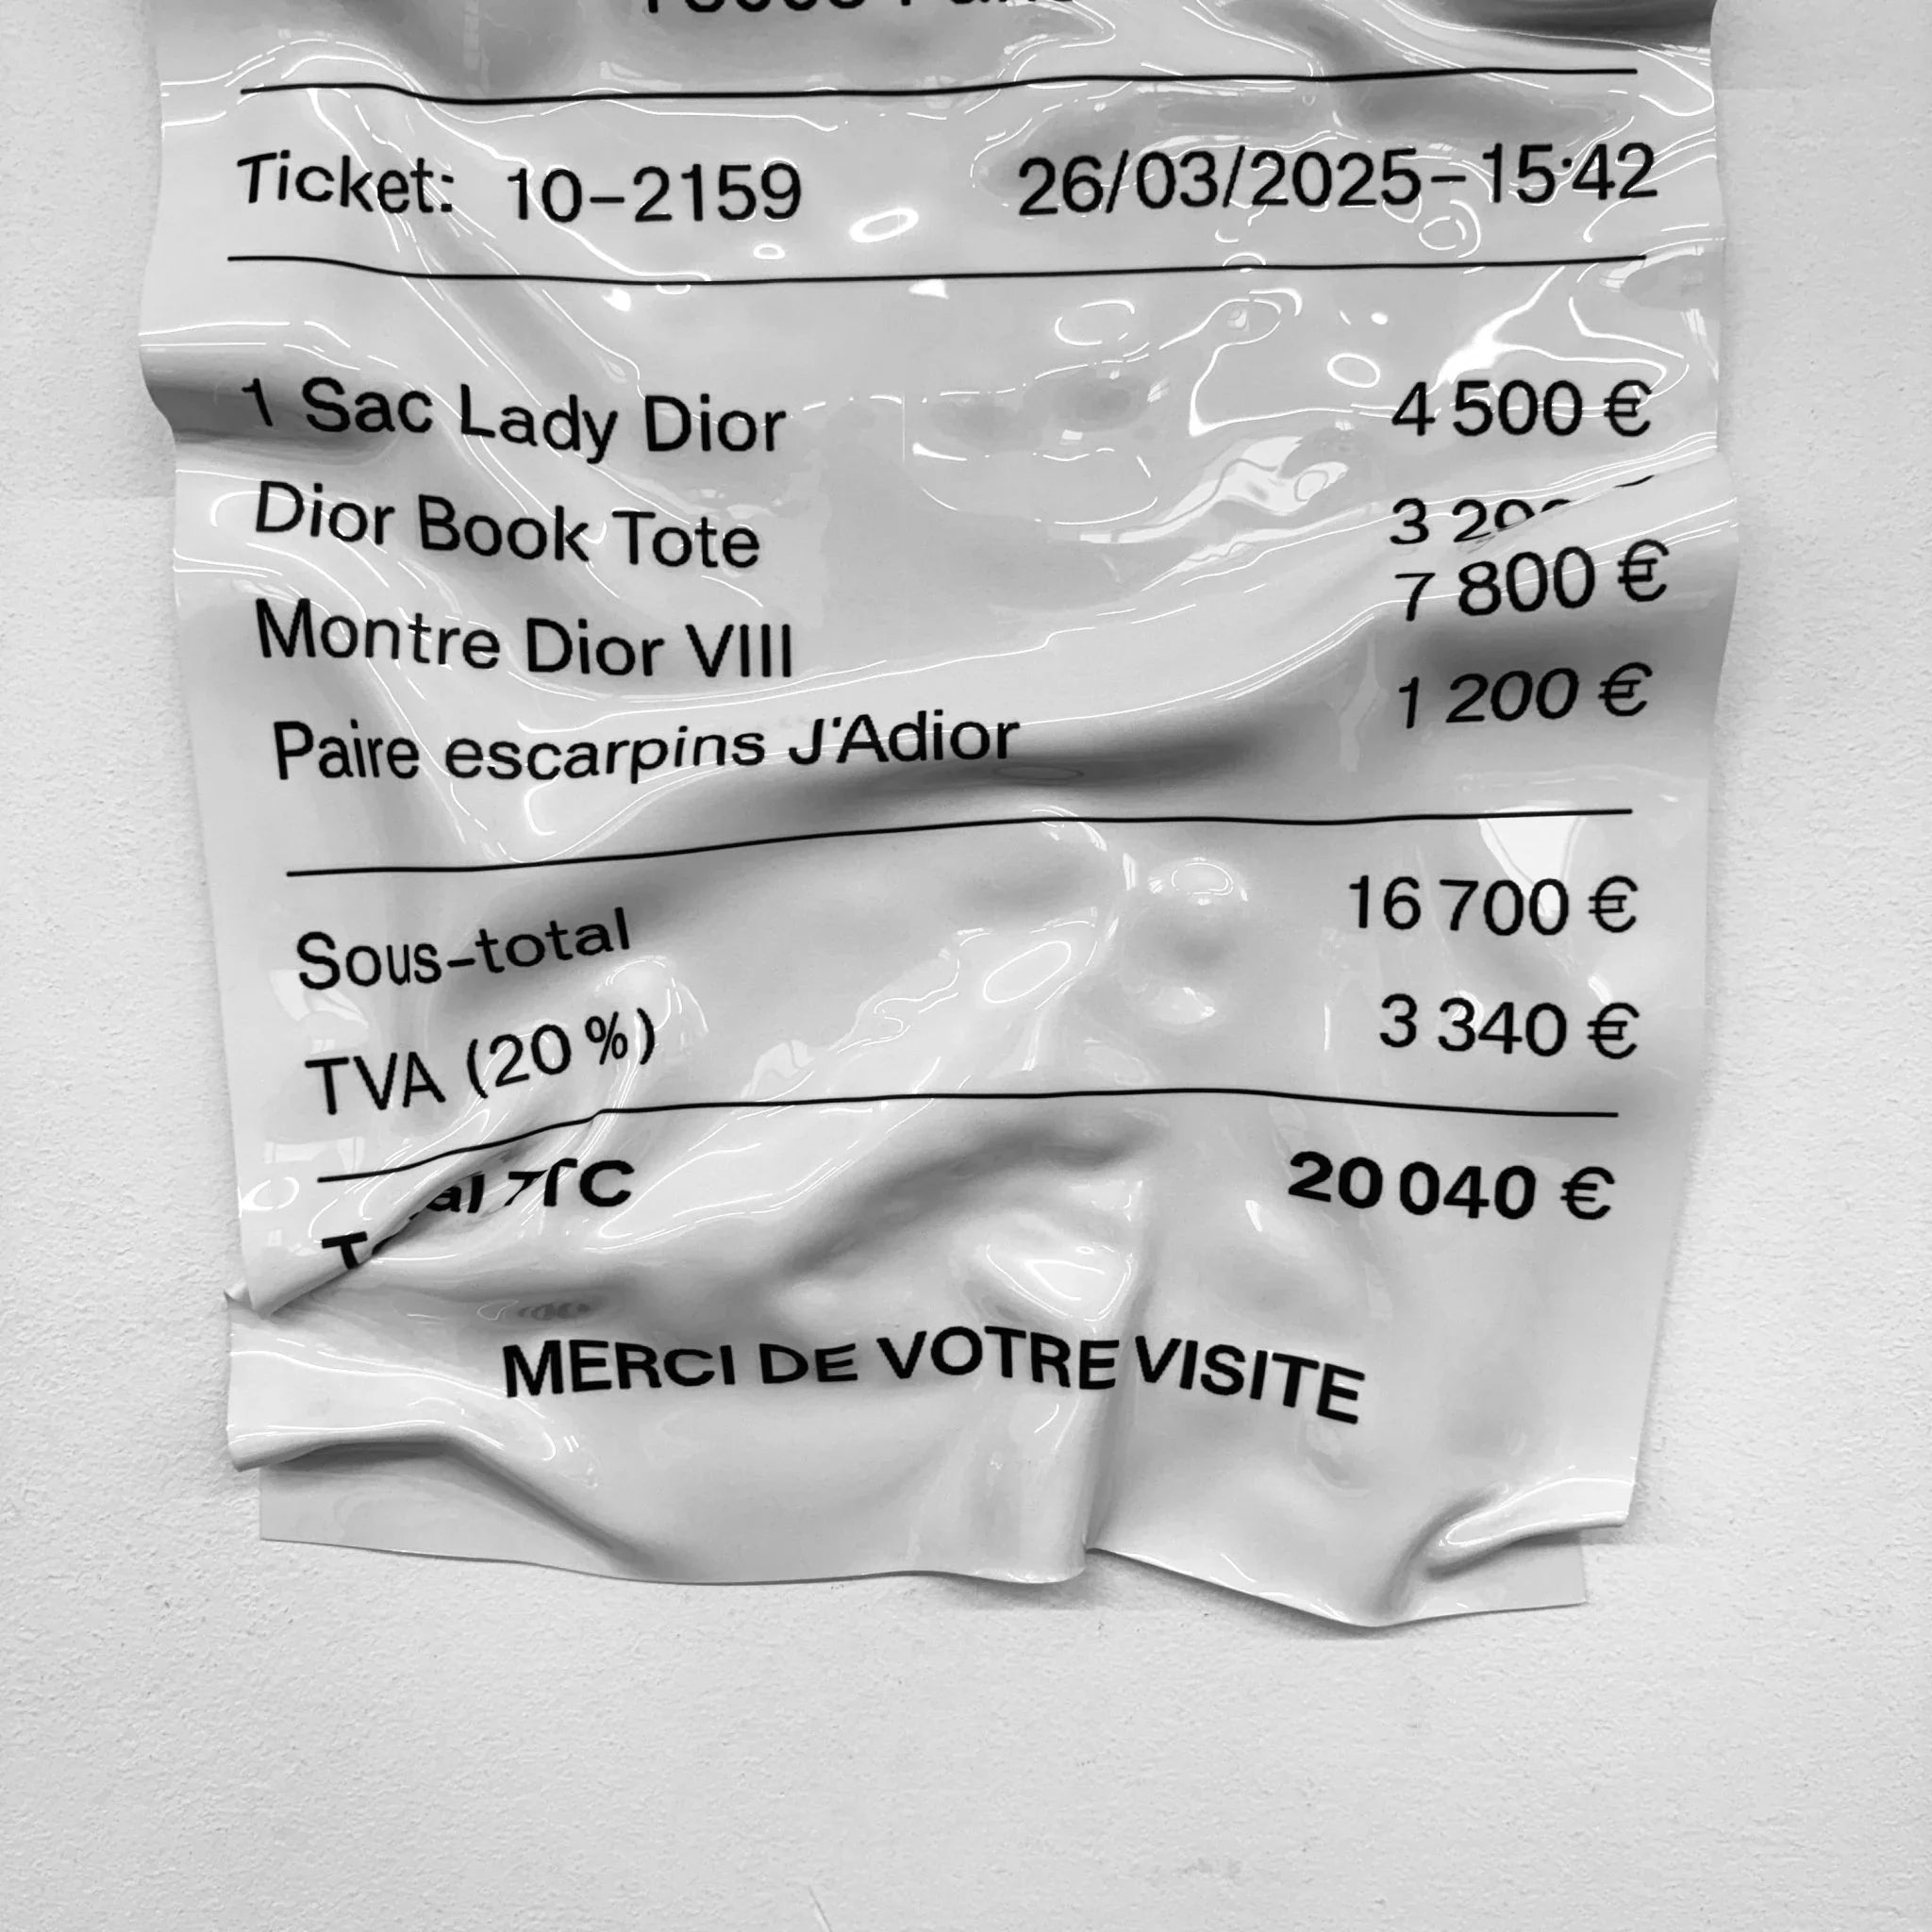 Ticket: 10-2159 26/03/2025-15:42
1 Sac Lady Dior 4 500 €
Dior Book Tote
Montre Dior VIII 7 800 €
Paire escarpins J'Adior 1 200 €
Sous-total 16 700 €
TVA (20 %) 3 340 €
TTC 20 040 €
MERCI DE VOTRE VISITE